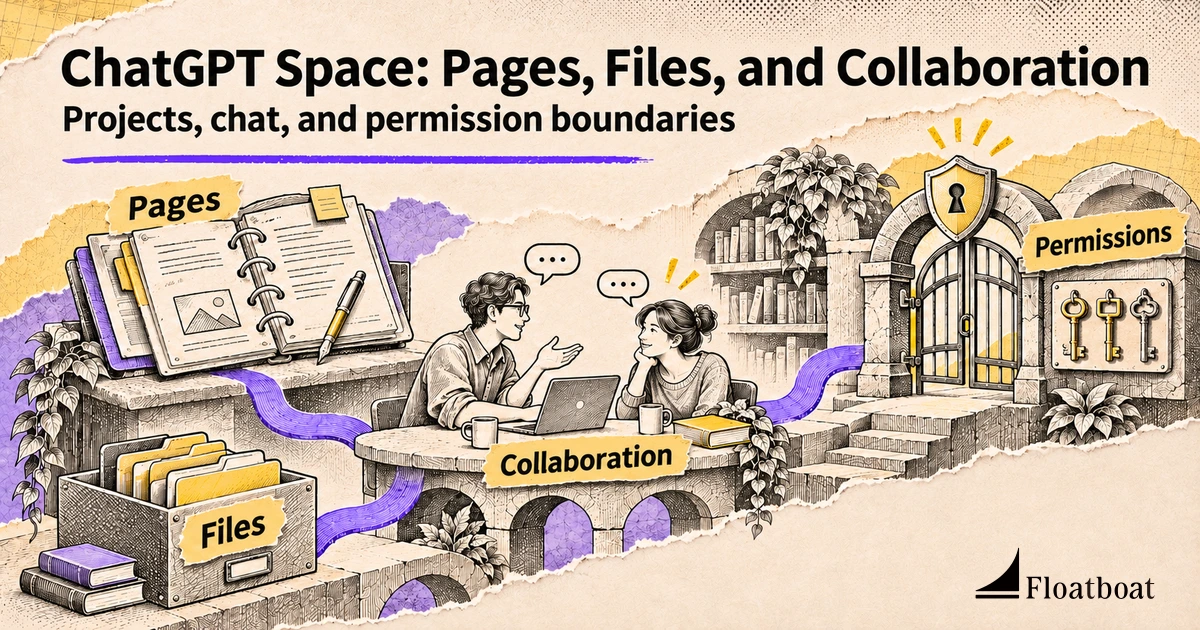 ChatGPT Space: Pages, Files, and Collaboration
Projects, chat, and permission boundaries
Pages
Permissions
Collaboration
Files
Floatboat